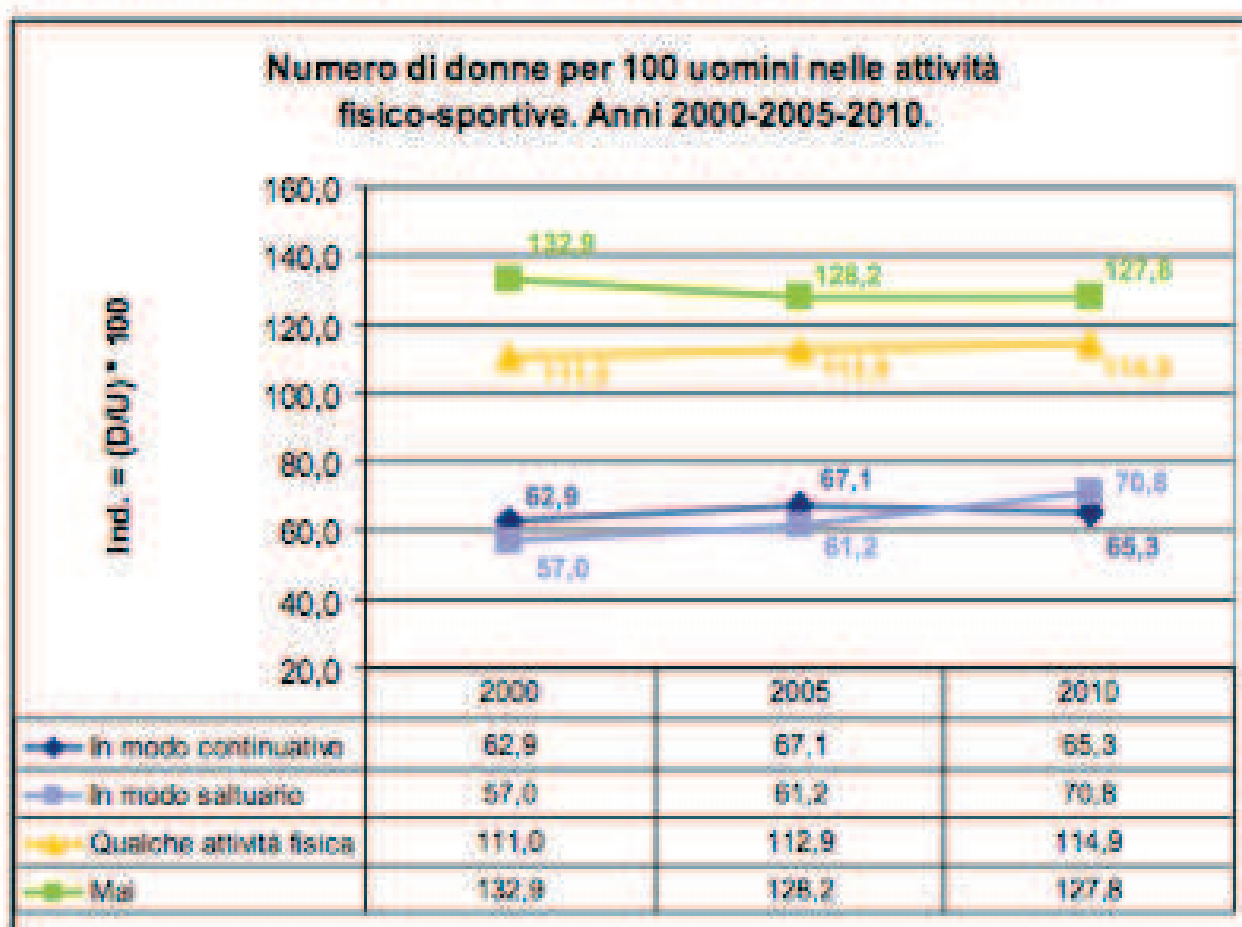 Numero di donne per 100 uomini nelle attività
fisico-sportive. Anni 2000-2005-2010.
Ind. = (D/U) * 100
160,0
140,0
120,0
100,0
80,0
60,0
40,0
20,0
132,9
128,2
127,8
112,9
114,9
62,9
67,1
70,8
57,0
61,2
65,3
2000 2005 2010
In modo continuativo 62,9 67,1 65,3
In modo saltuario 57,0 61,2 70,8
Qualche attività fisica 111,0 112,9 114,9
Mai 132,9 128,2 127,8